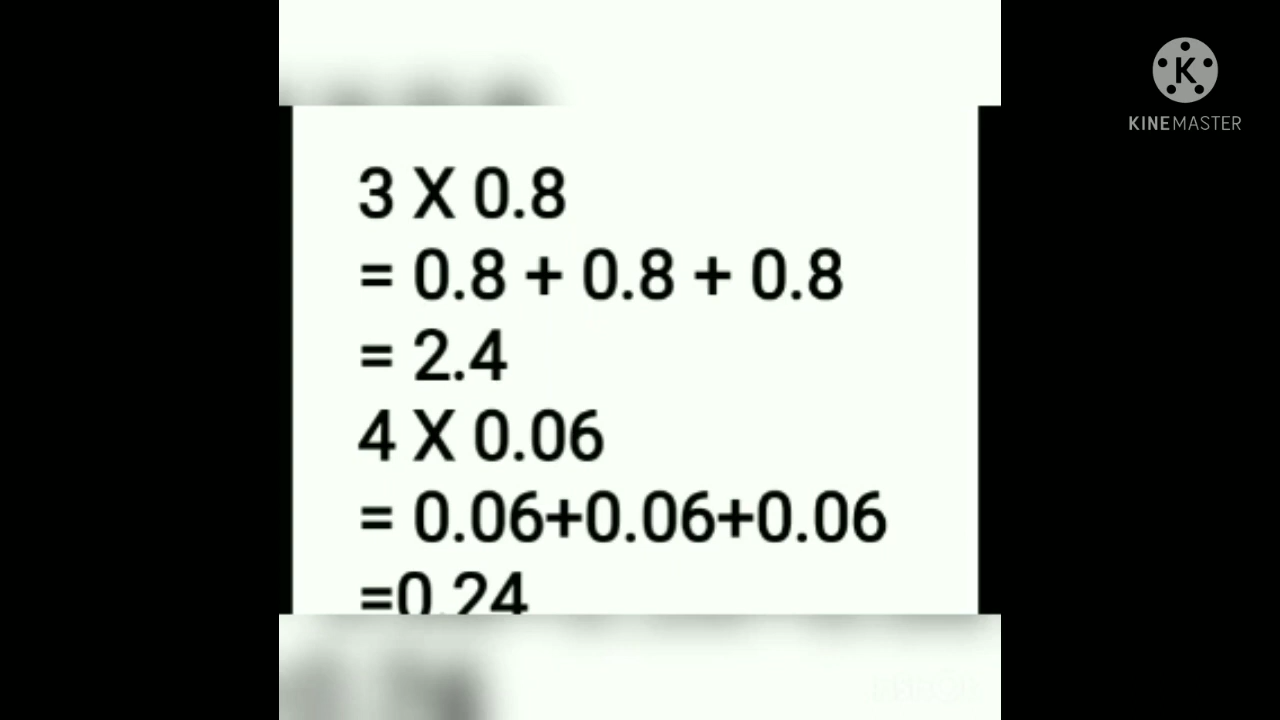 3 X 0.8
= 0.8 + 0.8 + 0.8
= 2.4
4 X 0.06
= 0.06+0.06+0.06
=0.24
K
KINEMASTER